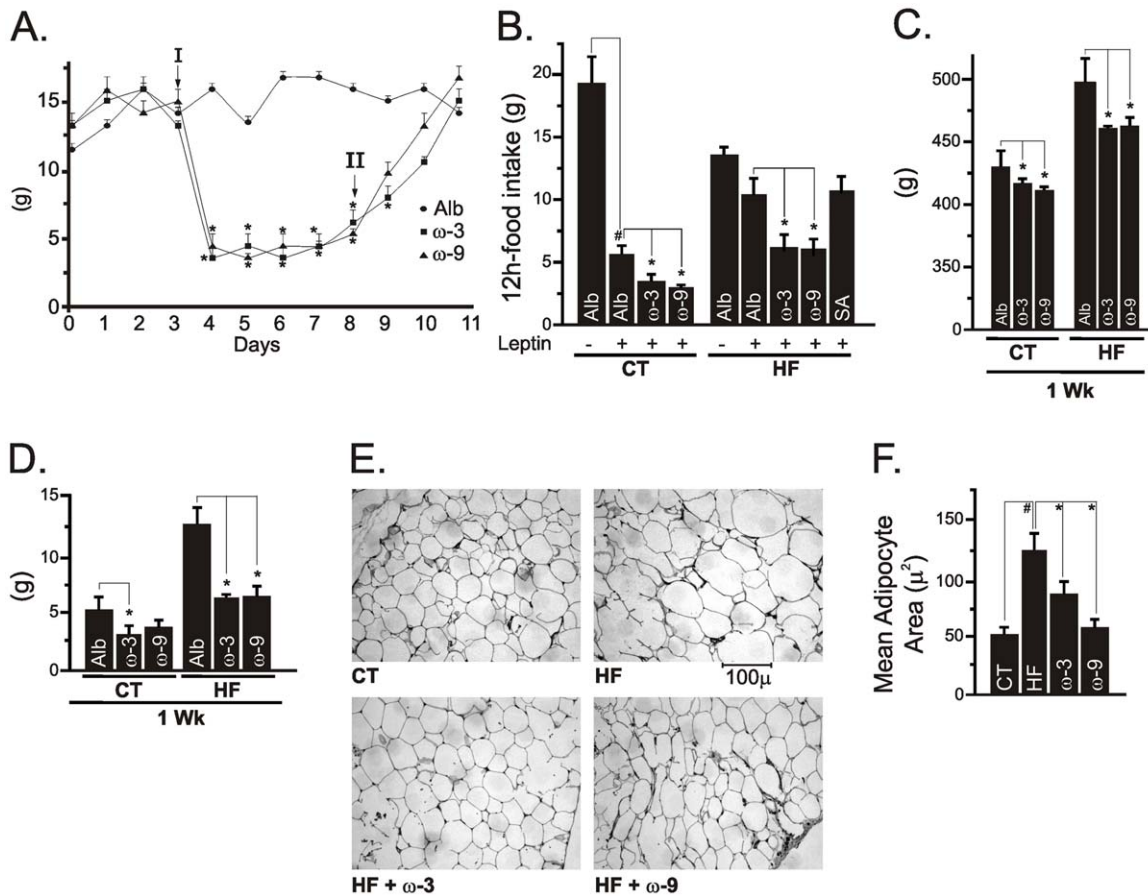 A.
I
II
15
10
5
0
(g)
Alb
ω-3
ω-9
* * * * * * * * * * *
0 1 2 3 4 5 6 7 8 9 10 11
Days
B.
12h-food intake (g)
20
15
10
5
0
# * * * *
Alb Alb ω-3 ω-9 Alb Alb ω-3 ω-9 SA
Leptin - + + + - + + + +
CT HF
C.
(g)
500
450
400
350
0
* * * *
Alb ω-3 ω-9 Alb ω-3 ω-9
CT HF
1 Wk
D.
(g)
15
10
5
0
* * *
Alb ω-3 ω-9 Alb ω-3 ω-9
CT HF
1 Wk
E.
CT HF 100μ
HF + ω-3 HF + ω-9
F.
Mean Adipocyte
Area (μ²)
150
100
50
0
# * *
CT HF ω-3 ω-9